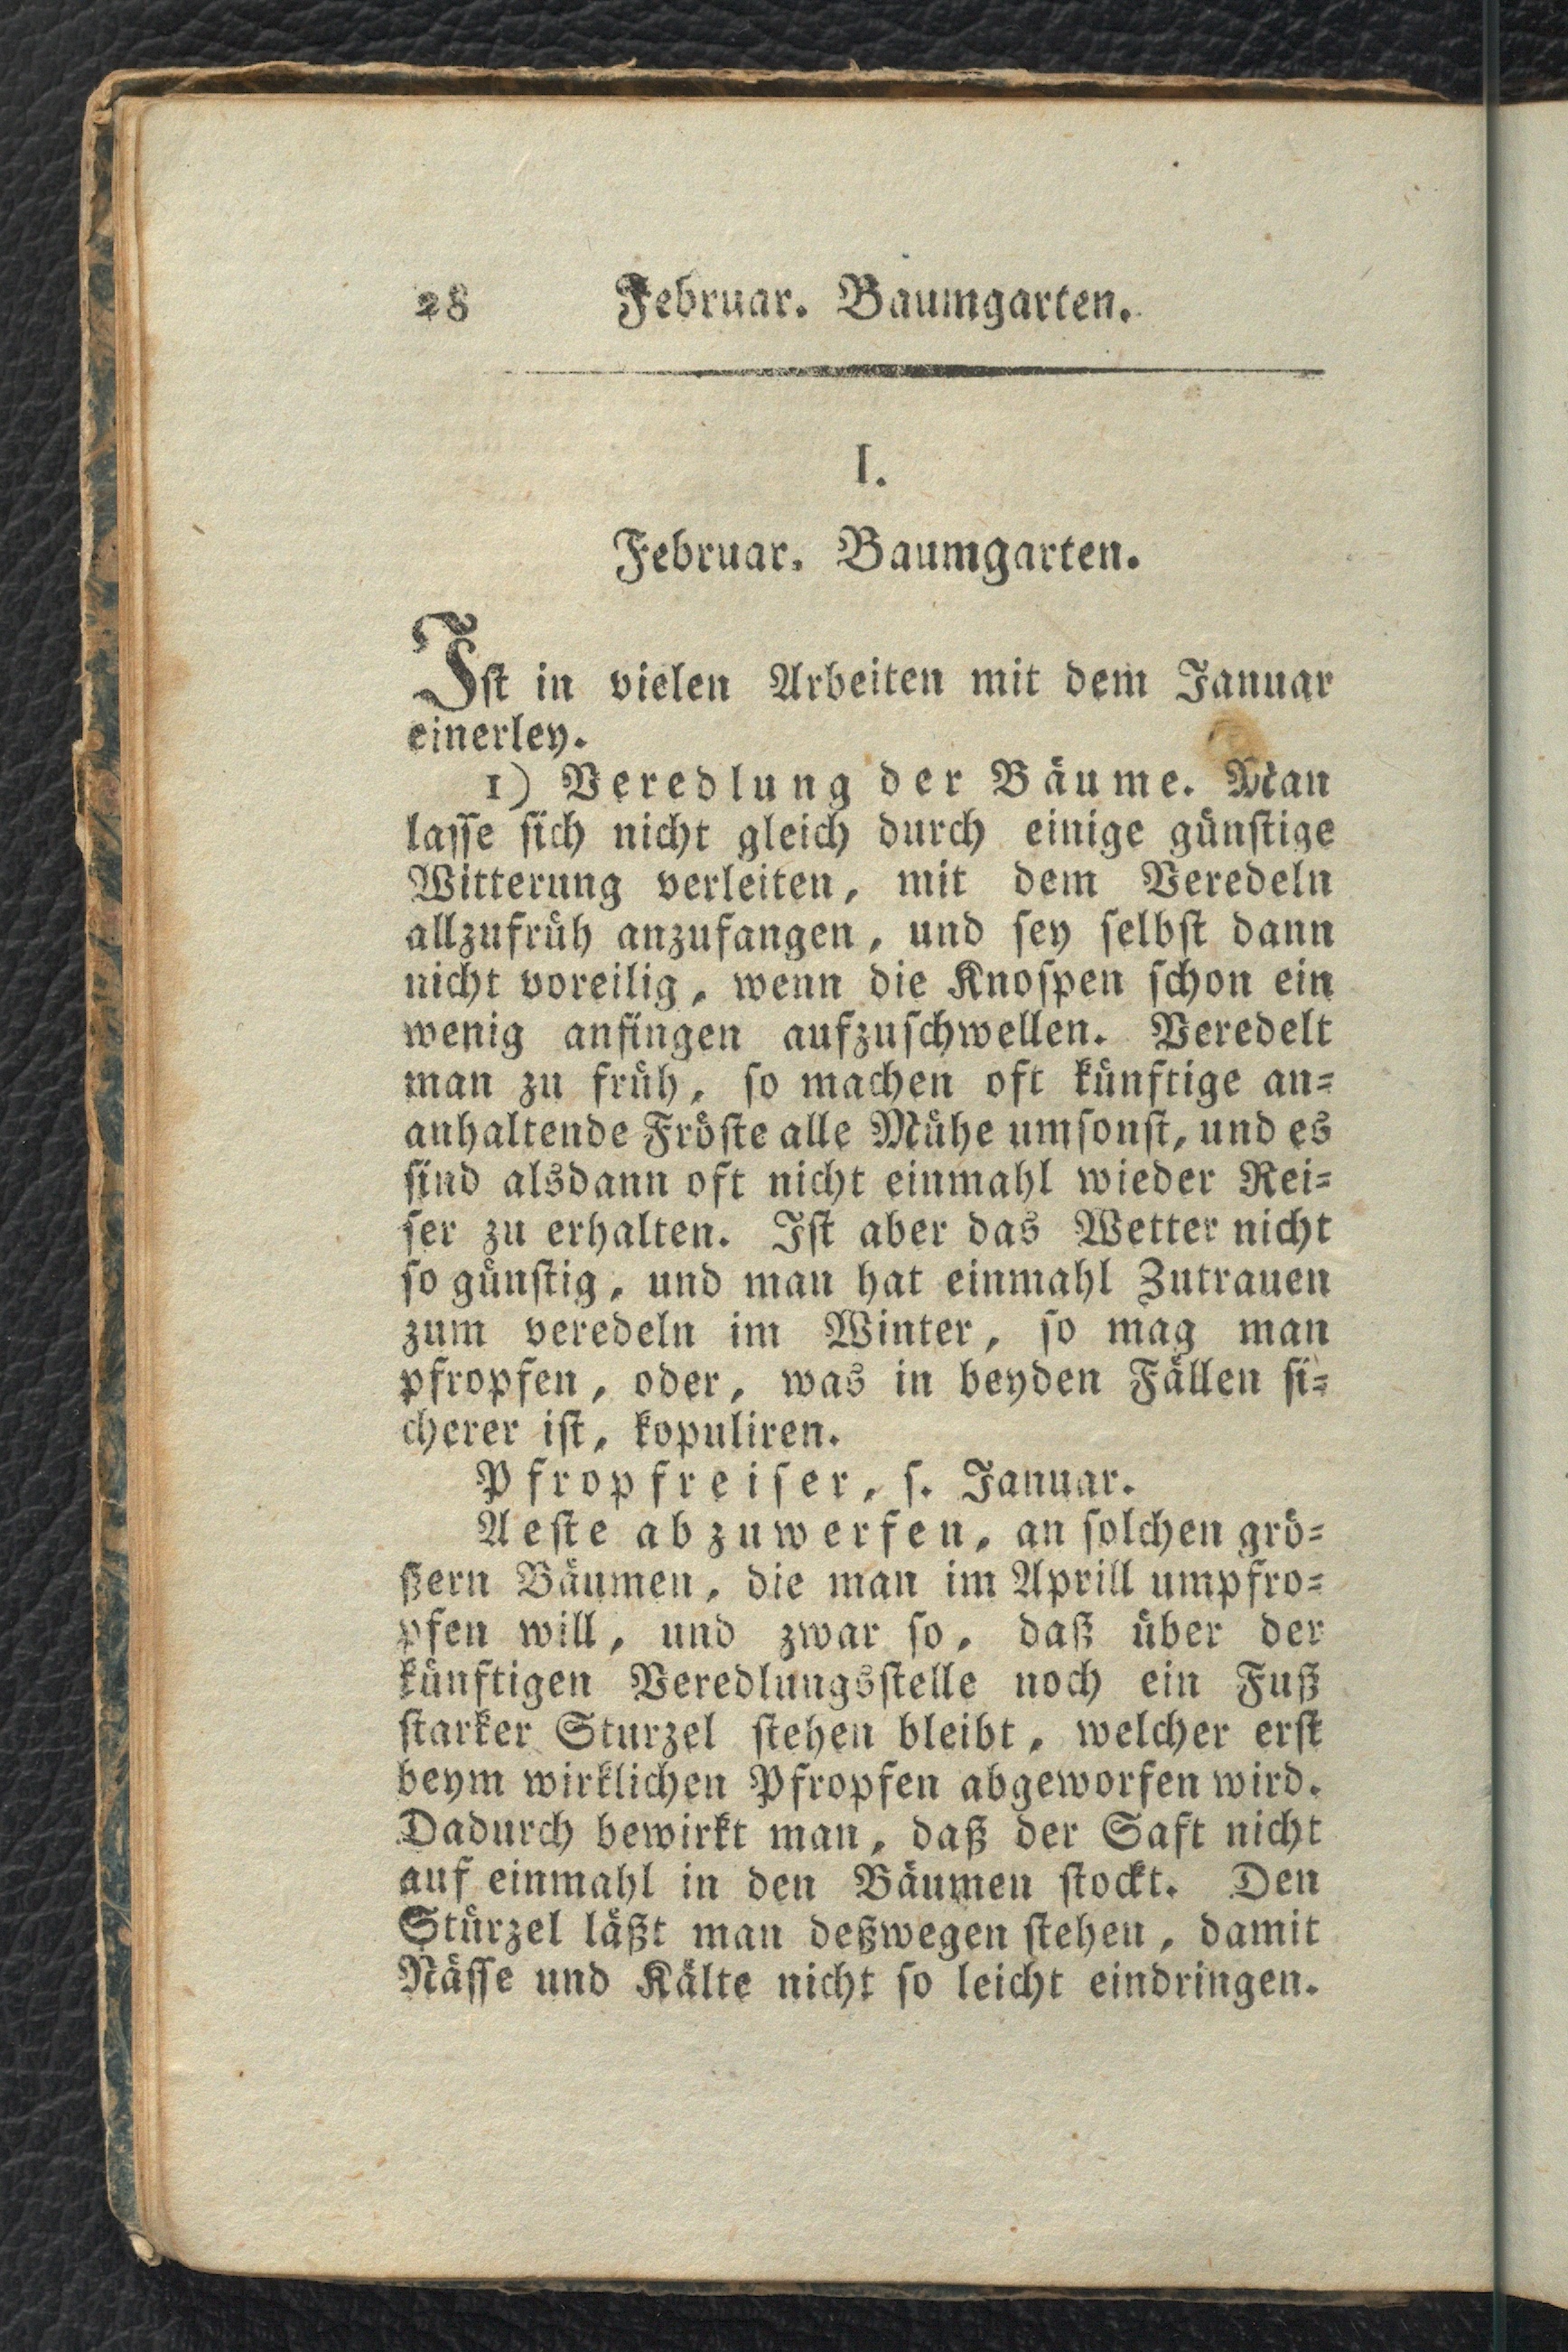 28 Februar. Baumgarten.
I.
Februar. Baumgarten.
Iſt in vielen Arbeiten mit dem Januar
einerley.
1) Veredlung der Bäume. Man
laſſe ſich nicht gleich durch einige günſtige
Witterung verleiten, mit dem Veredeln
allzufrüh anzufangen, und ſey ſelbſt dann
nicht voreilig, wenn die Knoſpen ſchon ein
wenig anfingen aufzuſchwellen. Veredelt
man zu früh, ſo machen oft künftige an⸗
anhaltende Fröſte alle Mühe umſonſt, und es
ſind alsdann oft nicht einmahl wieder Rei⸗
ſer zu erhalten. Iſt aber das Wetter nicht
ſo günſtig, und man hat einmahl Zutrauen
zum veredeln im Winter, ſo mag man
pfropfen, oder, was in beyden Fällen ſi⸗
cherer iſt, kopuliren.
Pfropfreiſer, ſ. Januar.
Aeſte abzuwerfen, an ſolchen grö⸗
ßern Bäumen, die man im Aprill umpfro⸗
pfen will, und zwar ſo, daß über der
künftigen Veredlungsſtelle noch ein Fuß
ſtarker Sturzel ſtehen bleibt, welcher erſt
beym wirklichen Pfropfen abgeworfen wird.
Dadurch bewirkt man, daß der Saft nicht
auf einmahl in den Bäumen ſtockt. Den
Stürzel läßt man deßwegen ſtehen, damit
Näſſe und Kälte nicht ſo leicht eindringen.